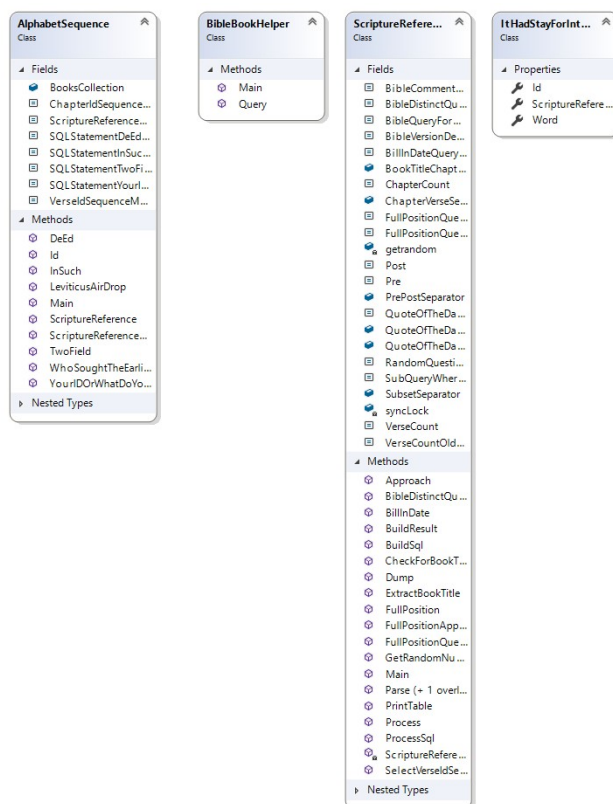 AlphabetSequence
Class
Fields
BooksCollection
ChapterIdSequence...
ScriptureReference...
SQLStatementDeEd...
SQLStatementInSuc...
SQLStatementTwoFi...
SQLStatementYourI...
VerseIdSequenceM...
Methods
DeEd
Id
InSuch
LeviticusAirDrop
Main
ScriptureReference
ScriptureReference...
TwoField
WhoSoughtTheEarli...
YourIDOrWhatDoYo...
Nested Types
BibleBookHelper
Class
Methods
Main
Query
ScriptureRefere...
Class
Fields
BibleComment...
BibleDistinctQu...
BibleQueryFor...
BibleVersionDe...
BillInDateQuery...
BookTitleChapt...
ChapterCount
ChapterVerseSe...
FullPositionQue...
FullPositionQue...
getrandom
Post
Pre
PrePostSeparator
QuoteOfTheDa...
QuoteOfTheDa...
QuoteOfTheDa...
RandomQuesti...
SubQueryWher...
SubsetSeparator
syncLock
VerseCount
VerseCountOld...
Methods
Approach
BibleDistinctQu...
BillInDate
BuildResult
BuildSql
CheckForBookT...
Dump
ExtractBookTitle
FullPosition
FullPositionApp...
FullPositionQue...
GetRandomNu...
Main
Parse (+ 1 overl...
PrintTable
Process
ProcessSql
ScriptureRefere...
SelectVerseIdSe...
Nested Types
ItHadStayForInt...
Class
Properties
Id
ScriptureRefere...
Word